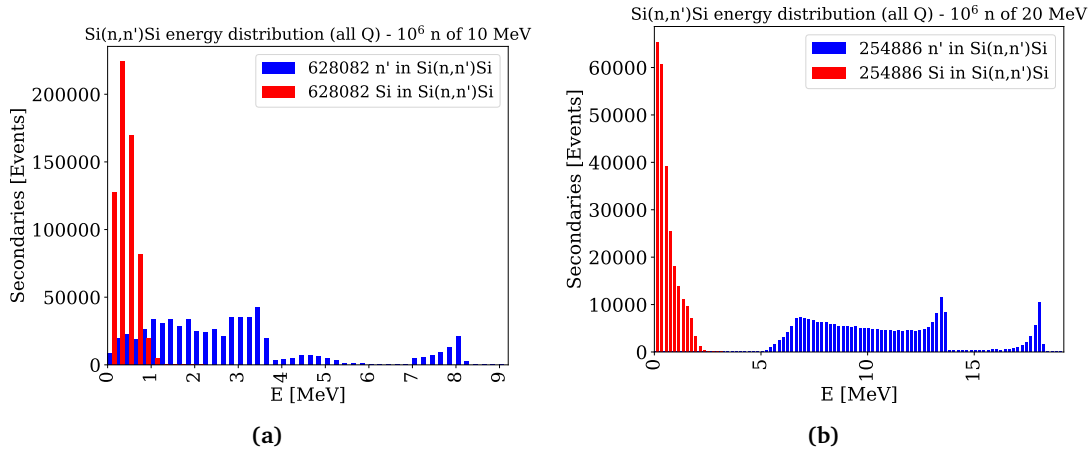 Si(n,n')Si energy distribution (all Q) - 10⁶ n of 10 MeV
628082 n' in Si(n,n')Si
628082 Si in Si(n,n')Si
Secondaries [Events]
200000
150000
100000
50000
0
0 1 2 3 4 5 6 7 8 9
E [MeV]
(a)
Si(n,n')Si energy distribution (all Q) - 10⁶ n of 20 MeV
254886 n' in Si(n,n')Si
254886 Si in Si(n,n')Si
Secondaries [Events]
60000
50000
40000
30000
20000
10000
0
0 5 10 15
E [MeV]
(b)